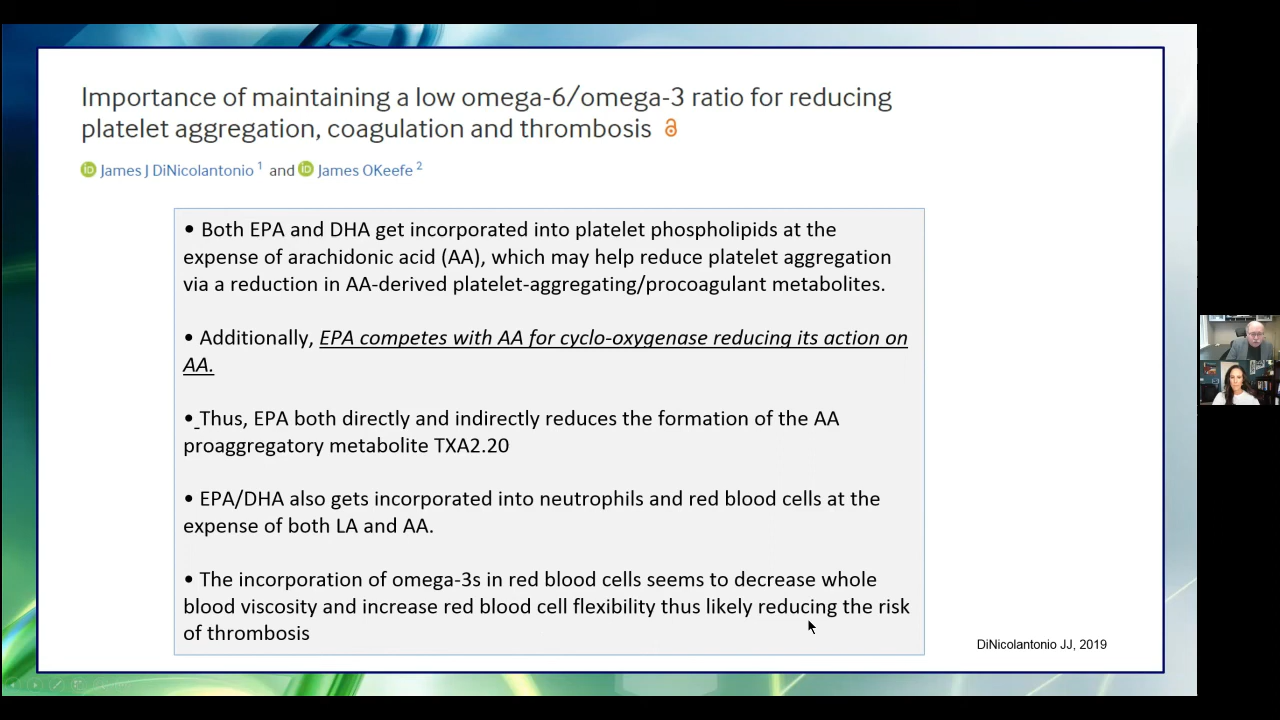 Importance of maintaining a low omega-6/omega-3 ratio for reducing
platelet aggregation, coagulation and thrombosis
James J DiNicolantonio 1 and James OKeefe 2
• Both EPA and DHA get incorporated into platelet phospholipids at the
expense of arachidonic acid (AA), which may help reduce platelet aggregation
via a reduction in AA-derived platelet-aggregating/procoagulant metabolites.
• Additionally, EPA competes with AA for cyclo-oxygenase reducing its action on
AA.
• Thus, EPA both directly and indirectly reduces the formation of the AA
proaggregatory metabolite TXA2.20
• EPA/DHA also gets incorporated into neutrophils and red blood cells at the
expense of both LA and AA.
• The incorporation of omega-3s in red blood cells seems to decrease whole
blood viscosity and increase red blood cell flexibility thus likely reducing the risk
of thrombosis
DiNicolantonio JJ, 2019